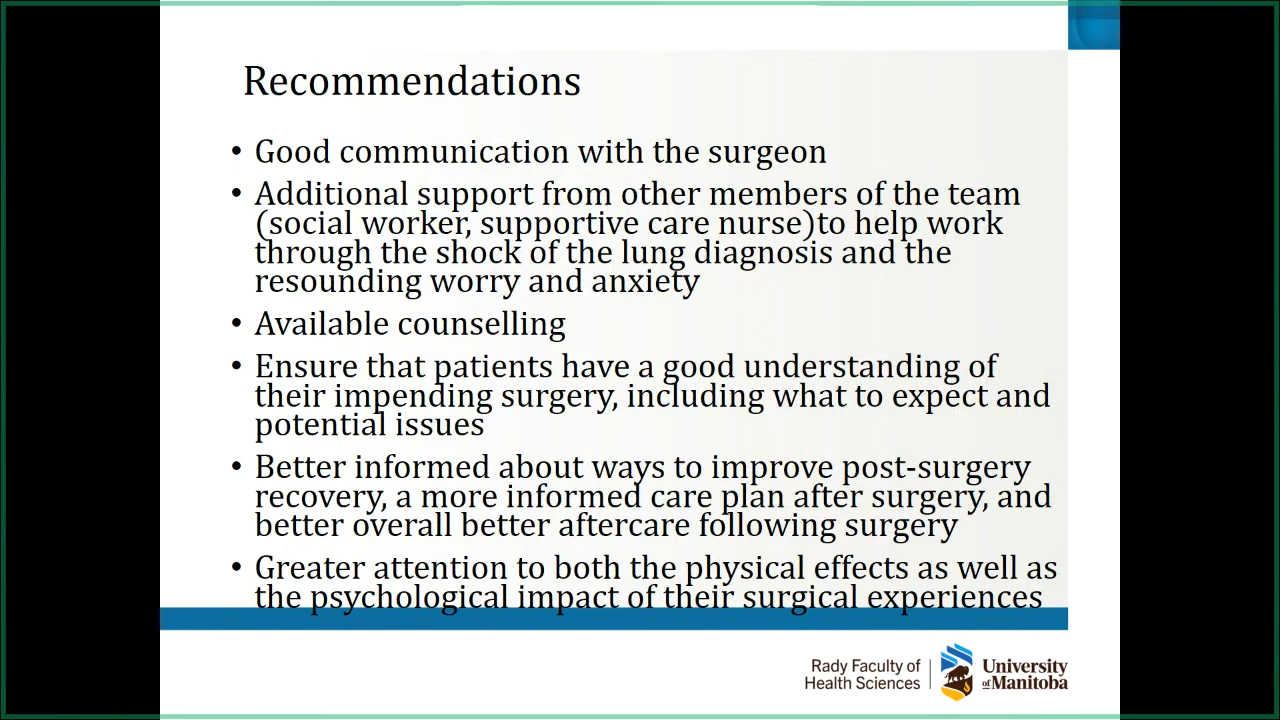 Recommendations
• Good communication with the surgeon
• Additional support from other members of the team
(social worker, supportive care nurse)to help work
through the shock of the lung diagnosis and the
resounding worry and anxiety
• Available counselling
• Ensure that patients have a good understanding of
their impending surgery, including what to expect and
potential issues
• Better informed about ways to improve post-surgery
recovery, a more informed care plan after surgery, and
better overall better aftercare following surgery
• Greater attention to both the physical effects as well as
the psychological impact of their surgical experiences
Rady Faculty of
Health Sciences
University
of Manitoba